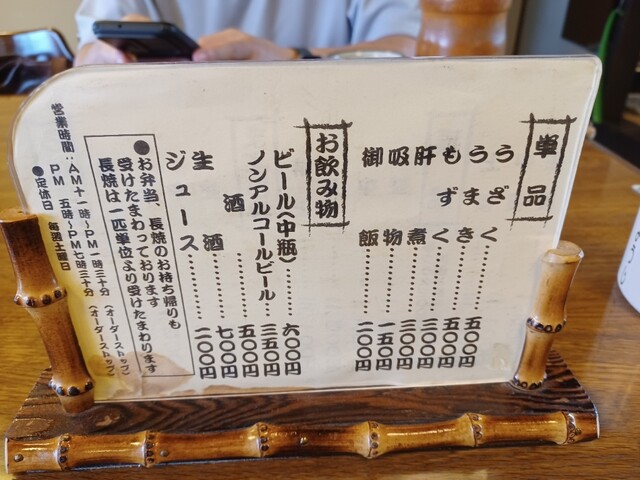 単品
うざく……五〇〇円
うまき……五〇〇円
もずく……三〇〇円
肝煮……三〇〇円
吸物……一五〇円
御飯……二〇〇円
お飲み物
ビール(中瓶)……六〇〇円
ノンアルコールビール…三五〇円
酒……五〇〇円
生酒……七〇〇円
ジュース……二〇〇円
●お弁当、長焼のお持ち帰りも
受けたまわっております
長焼は一匹単位より受けたまわります
営業時間：AM十一時〜PM一時三十分(オーダーストップ)
PM 五時〜PM七時三十分(オーダーストップ)
●定休日 毎週土曜日